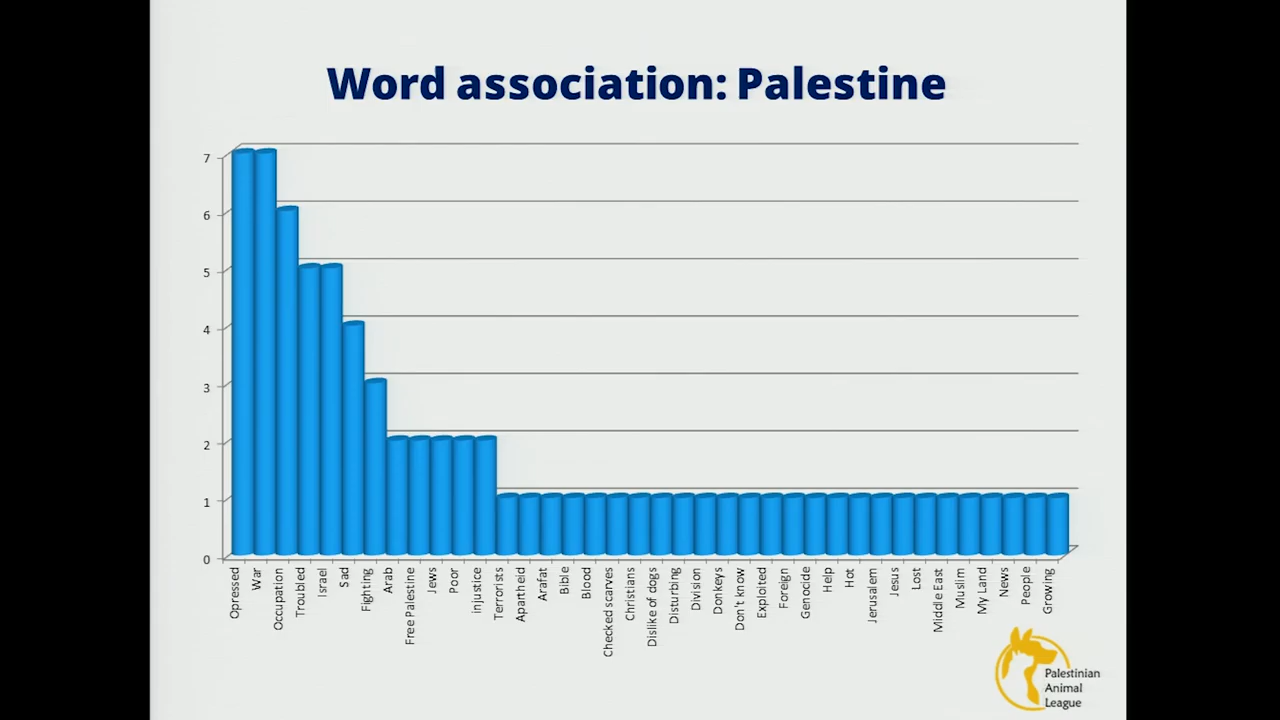 Word association: Palestine
7
6
5
4
3
2
1
0
Opressed
War
Occupation
Troubled
Israel
Sad
Fighting
Arab
Free Palestine
Jews
Poor
injustice
Terrorists
Apartheid
Arafat
Bible
Blood
Checked scarves
Christians
Dislike of dogs
Disturbing
Division
Donkeys
Don't know
Exploited
Foreign
Genocide
Help
Hot
Jerusalem
Jesus
Lost
Middle East
Muslim
My Land
News
People
Growing
Palestinian
Animal
League